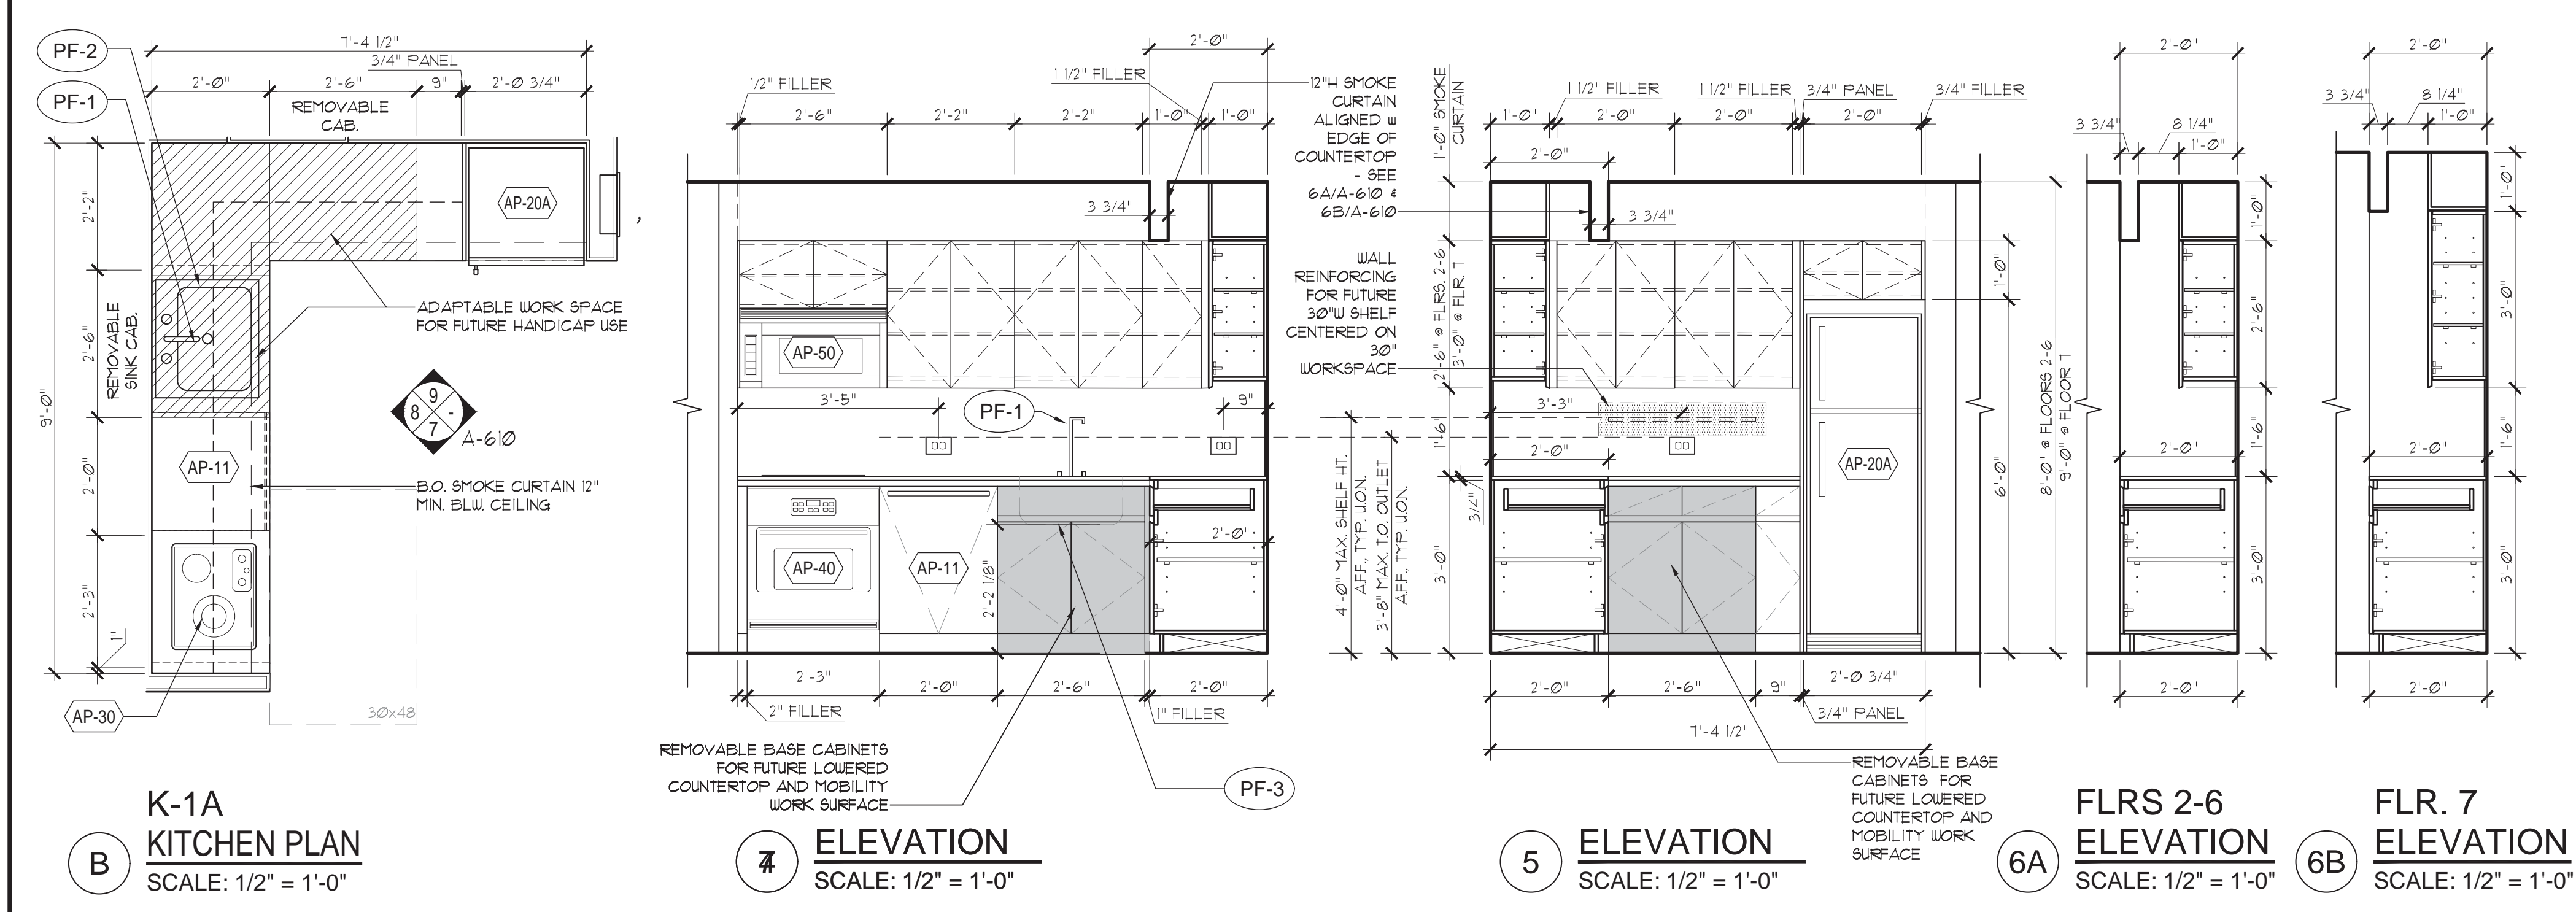 PF-2
PF-1
7'-4 1/2"
3/4" PANEL
2'-0"
2'-6"
9"
2'-0 3/4"
REMOVABLE
CAB.
AP-20A
9'-0"
2'-2"
2'-6"
2'-0"
2'-3"
1"
REMOVABLE
SINK CAB.
ADAPTABLE WORK SPACE
FOR FUTURE HANDICAP USE
9
8
-
7
A-610
AP-11
B.O. SMOKE CURTAIN 12"
MIN. BLW. CEILING
AP-30
30x48
K-1A
B
KITCHEN PLAN
SCALE: 1/2" = 1'-0"
2'-0"
1/2" FILLER
1 1/2" FILLER
2'-6"
2'-2"
2'-2"
1'-0"
1'-0"
3 3/4"
AP-50
3'-5"
PF-1
9"
AP-40
AP-11
2'-2 1/8"
2'-0"
2'-3"
2'-0"
2'-6"
2'-0"
2" FILLER
1" FILLER
REMOVABLE BASE CABINETS
FOR FUTURE LOWERED
COUNTERTOP AND MOBILITY
WORK SURFACE
PF-3
ELEVATION
SCALE: 1/2" = 1'-0"
12"H SMOKE
CURTAIN
ALIGNED w
EDGE OF
COUNTERTOP
- SEE
6A/A-610 &
6B/A-610
WALL
REINFORCING
FOR FUTURE
30"W SHELF
CENTERED ON
30"
WORKSPACE
1'-0" SMOKE
CURTAIN
2'-6" @ FLRS. 2-6
3'-0" @ FLR. 7
1'-6"
3/4"
3'-0"
4'-0" MAX. SHELF HT.
A.F.F., TYP. U.O.N.
3'-8" MAX. T.O. OUTLET
A.F.F., TYP. U.O.N.
1 1/2" FILLER
1 1/2" FILLER
3/4" PANEL
3/4" FILLER
1'-0"
2'-0"
2'-0"
2'-0"
2'-0"
3 3/4"
3'-3"
2'-0"
AP-20A
1'-0"
6'-0"
8'-0" @ FLOORS 2-6
9'-0" @ FLOOR 7
2'-0"
2'-6"
9"
2'-0 3/4"
3/4" PANEL
7'-4 1/2"
REMOVABLE BASE
CABINETS FOR
FUTURE LOWERED
COUNTERTOP AND
MOBILITY WORK
SURFACE
5
ELEVATION
SCALE: 1/2" = 1'-0"
2'-0"
3 3/4"
8 1/4"
1'-0"
1'-0"
2'-6"
1'-6"
2'-0"
3'-0"
2'-0"
FLRS 2-6
6A
ELEVATION
SCALE: 1/2" = 1'-0"
2'-0"
3 3/4"
8 1/4"
1'-0"
1'-0"
3'-0"
1'-6"
2'-0"
3'-0"
2'-0"
FLR. 7
6B
ELEVATION
SCALE: 1/2" = 1'-0"